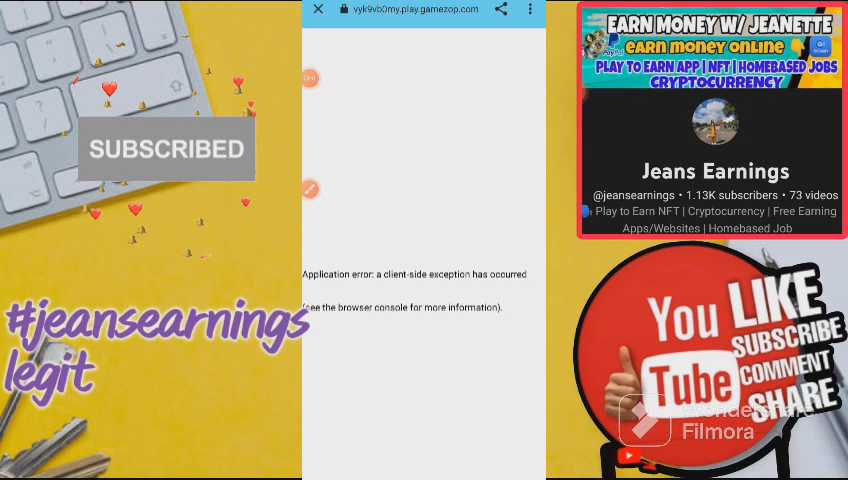 vyk9vb0my.play.gamezop.com
SUBSCRIBED
Application error: a client-side exception has occurred
(see the browser console for more information).
#jeansearnings
legit
EARN MONEY W/ JEANETTE
PayPal
earn money online
GCash
PLAY TO EARN APP | NFT | HOMEBASED JOBS
CRYPTOCURRENCY
Jeans Earnings
@jeansearnings • 1.13K subscribers • 73 videos
Play to Earn NFT | Cryptocurrency | Free Earning
Apps/Websites | Homebased Job
You
Tube
LIKE
SUBSCRIBE
COMMENT
SHARE
Wondershare
Filmora